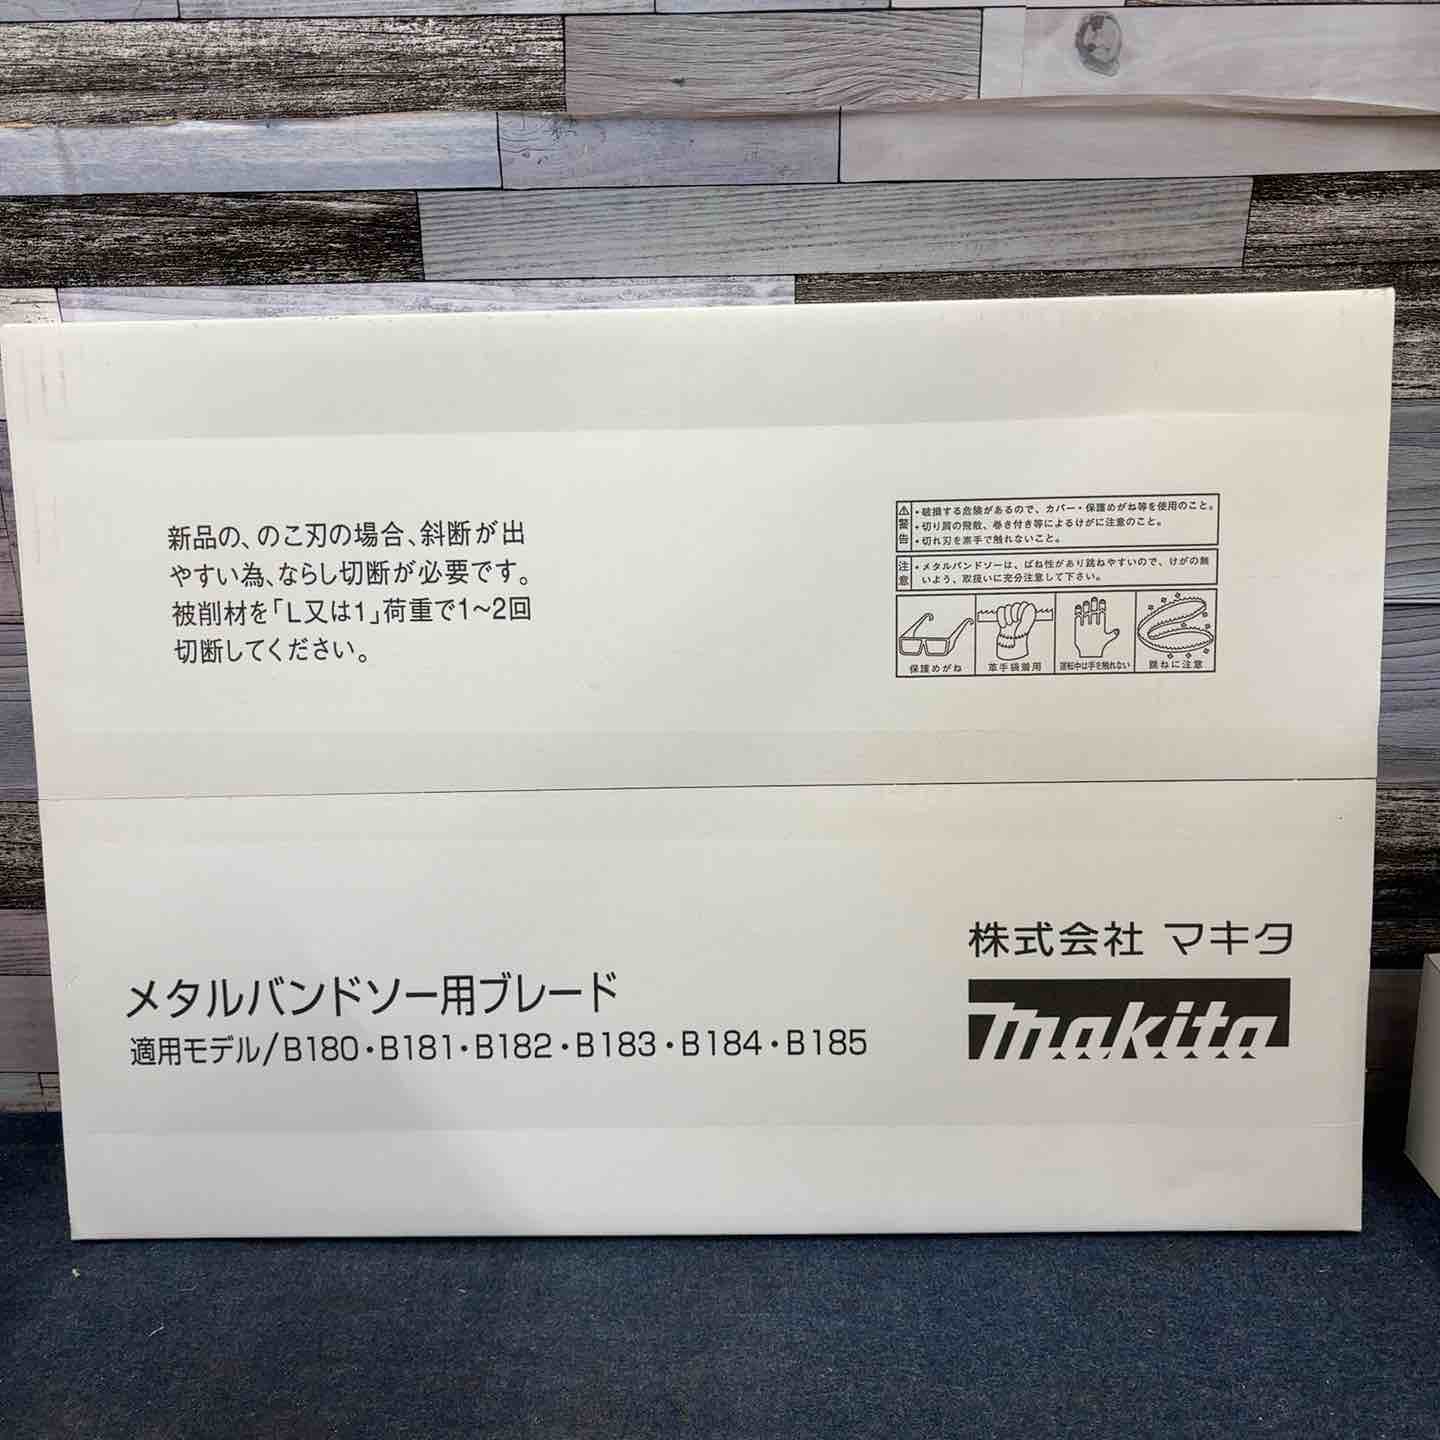 新品の、のこ刃の場合、斜断が出
やすい為、ならし切断が必要です。
被削材を「L又は1」荷重で1～2回
切断してください。
警告
・破損する危険があるので、カバー・保護めがね等を使用のこと。
・切り屑の飛散、巻き付き等によるけがに注意のこと。
・切れ刃を素手で触れないこと。
注意
・メタルバンドソーは、ばね性があり跳ねやすいので、けがの無
いよう、取扱いに充分注意して下さい。
保護めがね
革手袋着用
運転中は手を触れない
跳ねに注意
メタルバンドソー用ブレード
適用モデル/B180・B181・B182・B183・B184・B185
株式会社 マキタ
makita